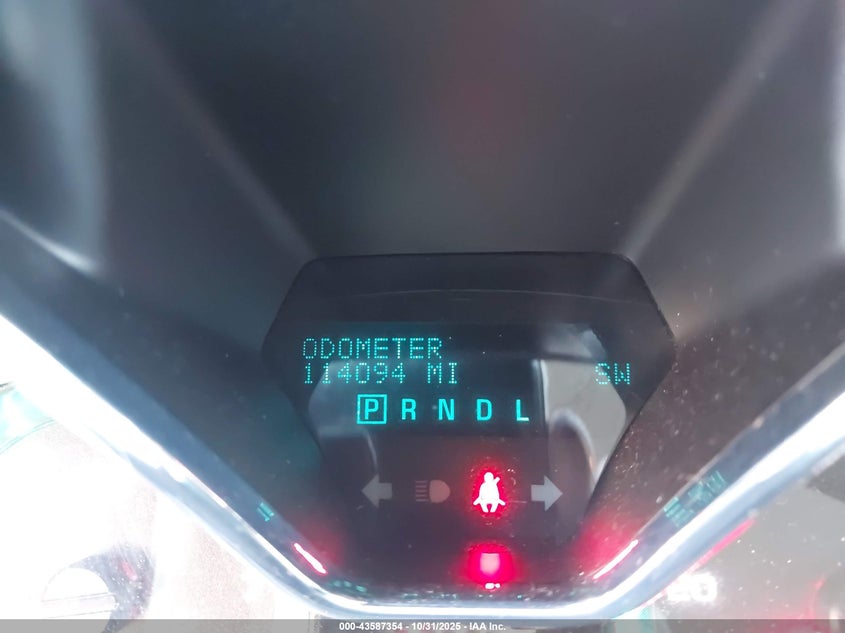 ODOMETER
114094 MI SW
P R N D L
000-43587354 - 10/31/2025 - IAA Inc.